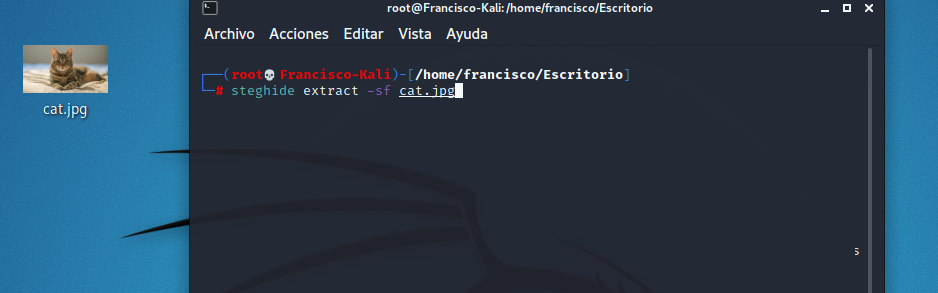 root@Francisco-Kali: /home/francisco/Escritorio
Archivo Acciones Editar Vista Ayuda
┌──(root💀Francisco-Kali)-[/home/francisco/Escritorio]
└─# steghide extract -sf cat.jpg
cat.jpg
s